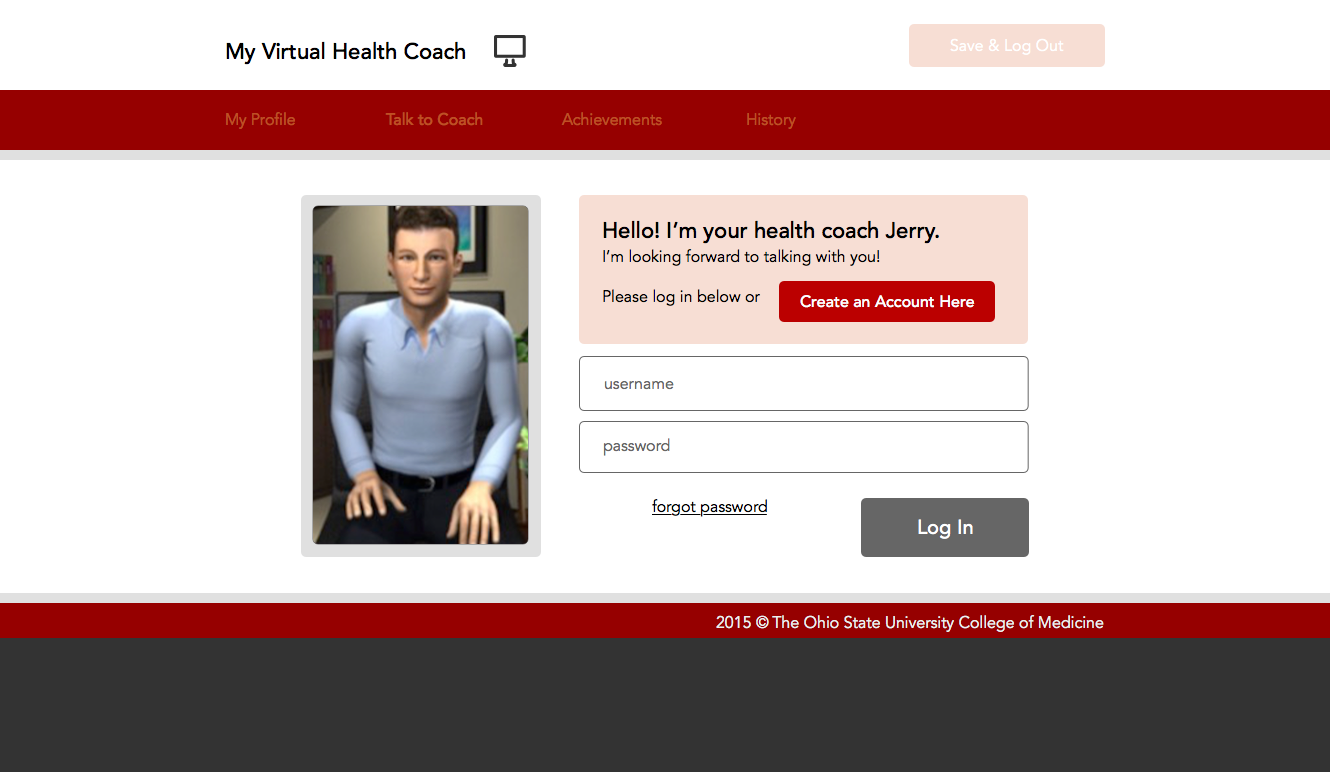 My Virtual Health Coach
Save & Log Out
My Profile
Talk to Coach
Achievements
History
Hello! I’m your health coach Jerry.
I’m looking forward to talking with you!
Please log in below or
Create an Account Here
username
password
forgot password
Log In
2015 © The Ohio State University College of Medicine